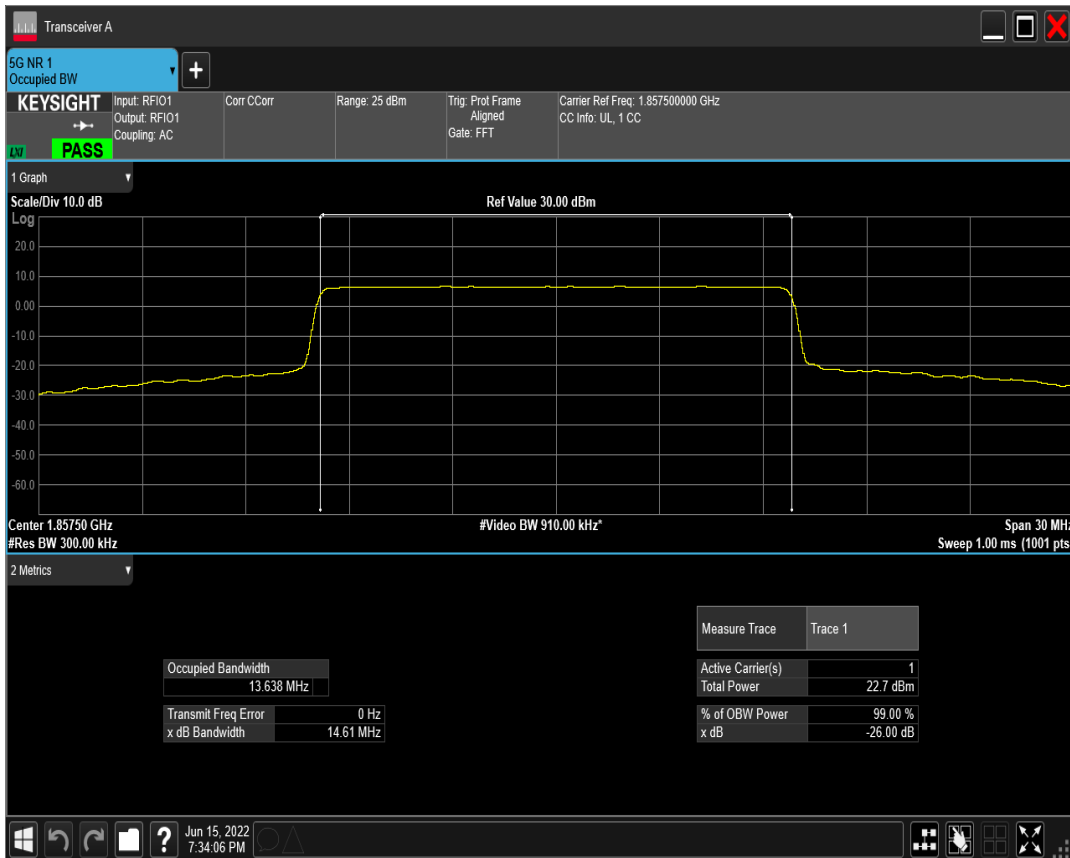 Transceiver A
5G NR 1
Occupied BW
+
KEYSIGHT
Input: RFIO1
Output: RFIO1
Coupling: AC
Corr CCorr
Range: 25 dBm
Trig: Prot Frame
Aligned
Gate: FFT
Carrier Ref Freq: 1.857500000 GHz
CC Info: UL, 1 CC
LXI
PASS
1 Graph
Scale/Div 10.0 dB
Ref Value 30.00 dBm
Log
20.0
10.0
0.00
-10.0
-20.0
-30.0
-40.0
-50.0
-60.0
Center 1.85750 GHz
#Video BW 910.00 kHz*
Span 30 MHz
#Res BW 300.00 kHz
Sweep 1.00 ms (1001 pts
2 Metrics
Measure Trace
Trace 1
Occupied Bandwidth
13.638 MHz
Active Carrier(s)
1
Total Power
22.7 dBm
Transmit Freq Error
0 Hz
x dB Bandwidth
14.61 MHz
% of OBW Power
99.00 %
x dB
-26.00 dB
?
Jun 15, 2022
7:34:06 PM